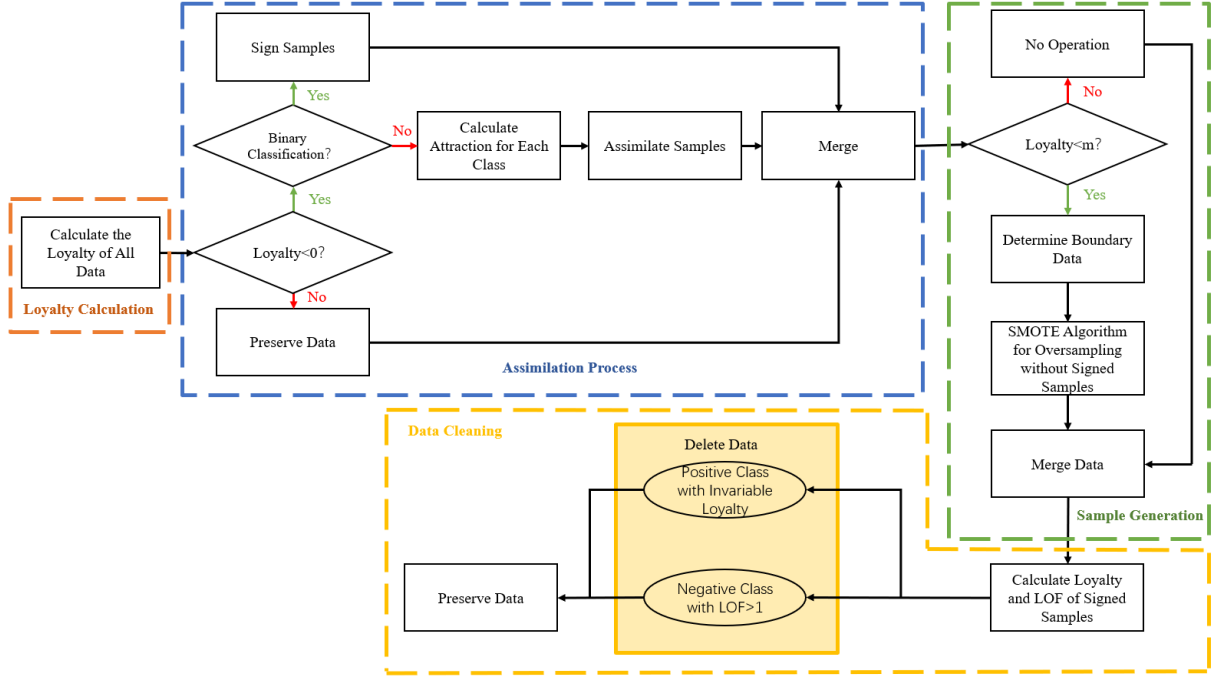 Calculate the
Loyalty of All
Data
Loyalty Calculation
Sign Samples
Yes
Binary
Classification?
No
Calculate
Attraction for Each
Class
Assimilate Samples
Merge
Yes
Loyalty<0?
No
Preserve Data
Assimilation Process
No Operation
No
Loyalty<m?
Yes
Determine Boundary
Data
SMOTE Algorithm
for Oversampling
without Signed
Samples
Merge Data
Sample Generation
Data Cleaning
Delete Data
Positive Class
with Invariable
Loyalty
Negative Class
with LOF>1
Preserve Data
Calculate Loyalty
and LOF of Signed
Samples